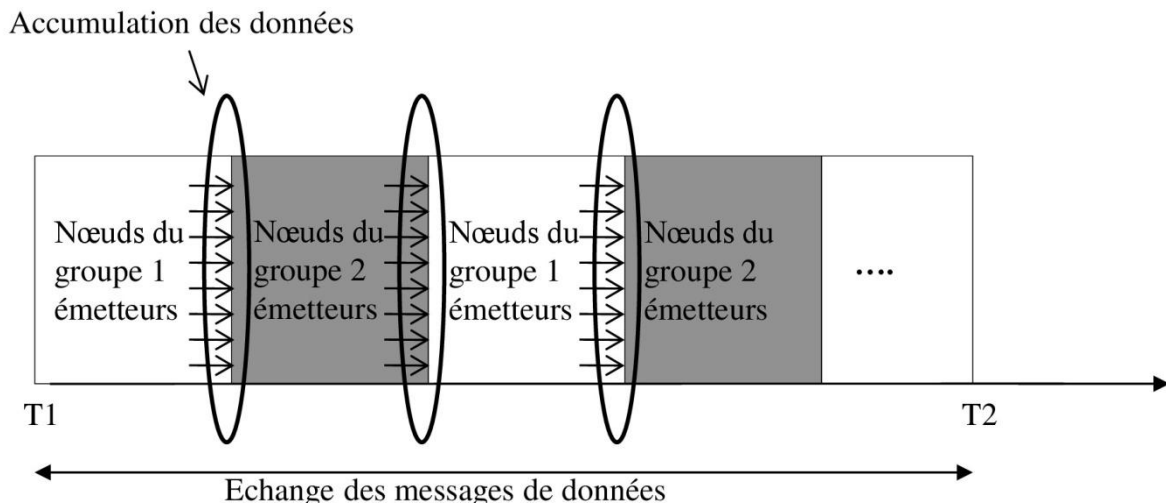 Accumulation des données
Nœuds du
groupe 1
émetteurs
Nœuds du
groupe 2
émetteurs
Nœuds du
groupe 1
émetteurs
Nœuds du
groupe 2
émetteurs
....
T1
T2
Echange des messages de données